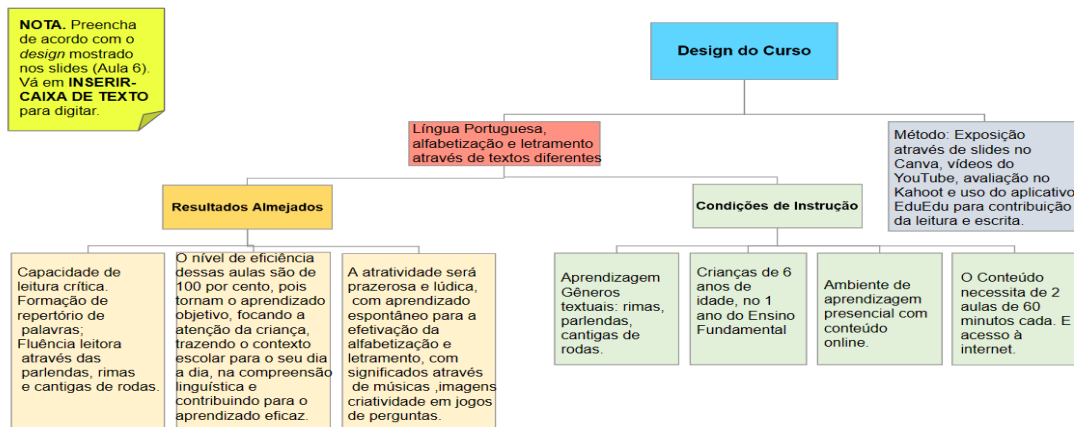 NOTA. Preencha
de acordo com o
design mostrado
nos slides (Aula 6).
Vá em INSERIR-
CAIXA DE TEXTO
para digitar.
Design do Curso
Língua Portuguesa,
alfabetização e letramento
através de textos diferentes
Método: Exposição
através de slides no
Canva, vídeos do
YouTube, avaliação no
Kahoot e uso do aplicativo
EduEdu para contribuição
da leitura e escrita.
Resultados Almejados
Condições de Instrução
Capacidade de
leitura crítica.
Formação de
repertório de
palavras;
Fluência leitora
através das
parlendas, rimas
e cantigas de rodas.
O nível de eficiência
dessas aulas são de
100 por cento, pois
tornam o aprendizado
objetivo, focando a
atenção da criança,
trazendo o contexto
escolar para o seu dia
a dia, na compreensão
linguística e
contribuindo para o
aprendizado eficaz.
A atratividade será
prazerosa e lúdica,
com aprendizado
espontâneo para a
efetivação da
alfabetização e
letramento, com
significados através
de músicas ,imagens
criatividade em jogos
de perguntas.
Aprendizagem
Gêneros
textuais: rimas,
parlendas,
cantigas de
rodas.
Crianças de 6
anos de
idade, no 1
ano do Ensino
Fundamental
Ambiente de
aprendizagem
presencial com
conteúdo
online.
O Conteúdo
necessita de 2
aulas de 60
minutos cada. E
acesso à
internet.